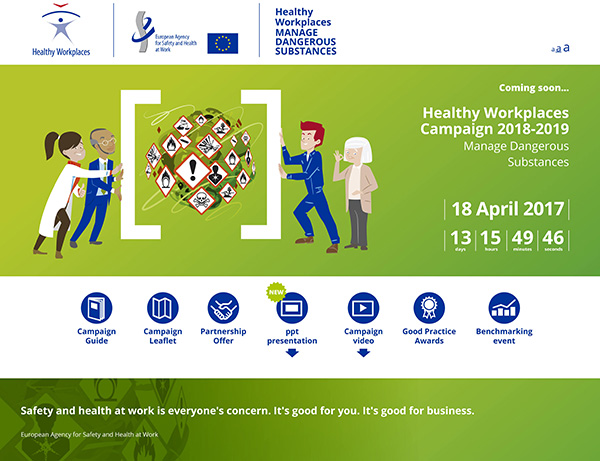 Healthy Workplaces
European Agency
for Safety and Health
at Work
Healthy
Workplaces
MANAGE
DANGEROUS
SUBSTANCES
a a a
Coming soon...
Healthy Workplaces
Campaign 2018-2019
Manage Dangerous
Substances
18 April 2017
13 15 49 46
days hours minutes seconds
NEW
Campaign Guide
Campaign Leaflet
Partnership Offer
ppt presentation
Campaign video
Good Practice Awards
Benchmarking event
Safety and health at work is everyone's concern. It's good for you. It's good for business.
European Agency for Safety and Health at Work